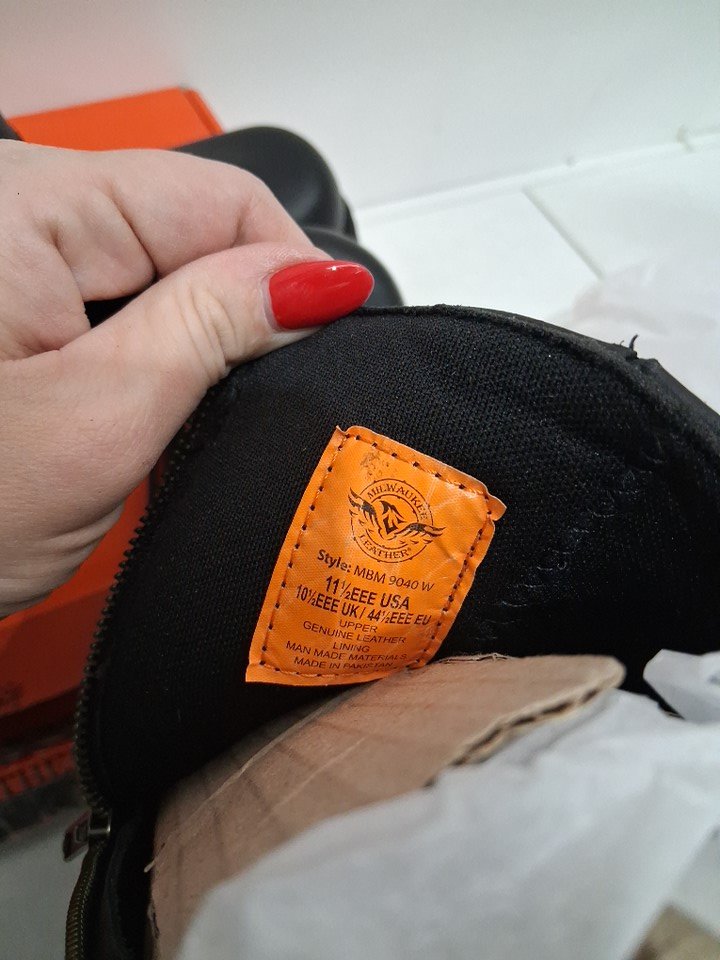 MILWAUKEE
LEATHER®
Style: MBM 9040 W
11½EEE USA
10½EEE UK/ 44½EEE EU
UPPER
GENUINE LEATHER
LINING
MAN MADE MATERIALS
MADE IN PAKISTAN